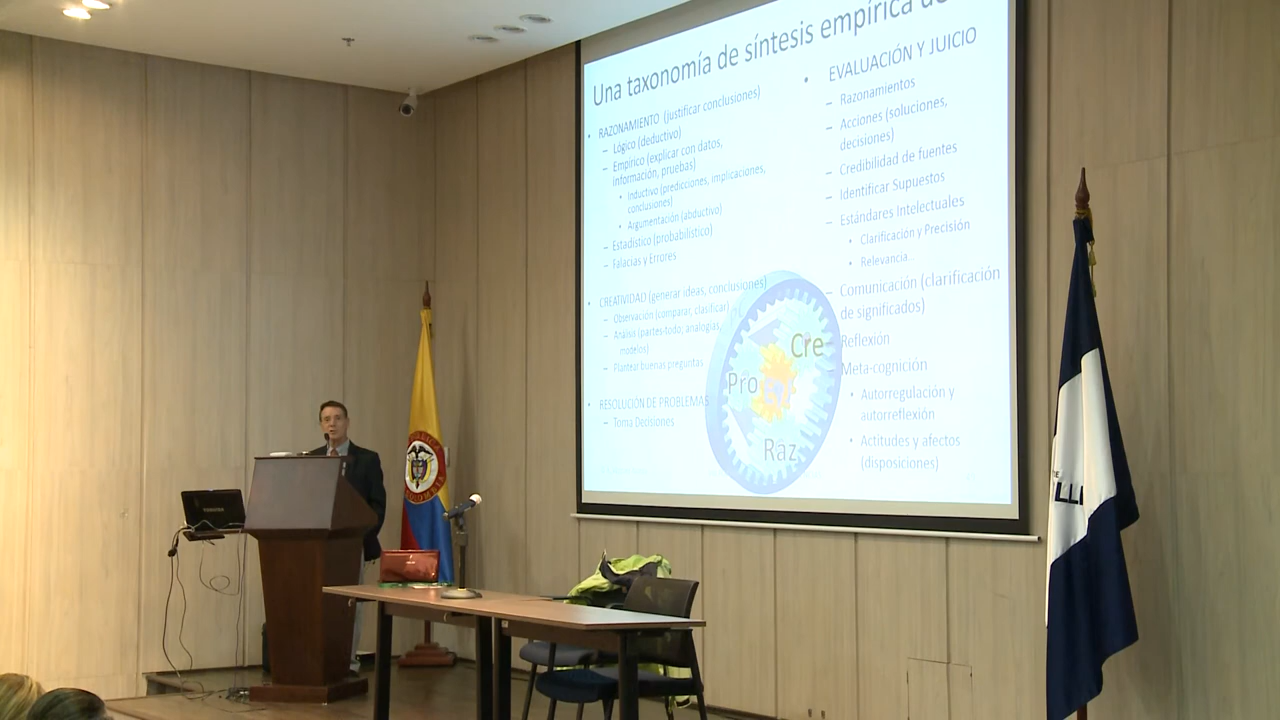 Una taxonomía de síntesis empírica de
• RAZONAMIENTO (justificar conclusiones)
– Lógico (deductivo)
– Empírico (explicar con datos,
información, pruebas)
• Inductivo (predicciones, implicaciones,
conclusiones)
• Argumentación (abductivo)
– Estadístico (probabilístico)
– Falacias y Errores
• CREATIVIDAD (generar ideas, conclusiones)
– Observación (comparar, clasificar)
– Análisis (partes-todo; analogías,
modelos)
– Plantear buenas preguntas
• RESOLUCIÓN DE PROBLEMAS
– Toma Decisiones
• EVALUACIÓN Y JUICIO
– Razonamientos
– Acciones (soluciones,
decisiones)
– Credibilidad de fuentes
– Identificar Supuestos
– Estándares Intelectuales
• Clarificación y Precisión
• Relevancia...
– Comunicación (clarificación
de significados)
Reflexión
Meta-cognición
• Autorregulación y
autorreflexión
• Actitudes y afectos
(disposiciones)
Cre
Pro
Raz
TOSHIBA